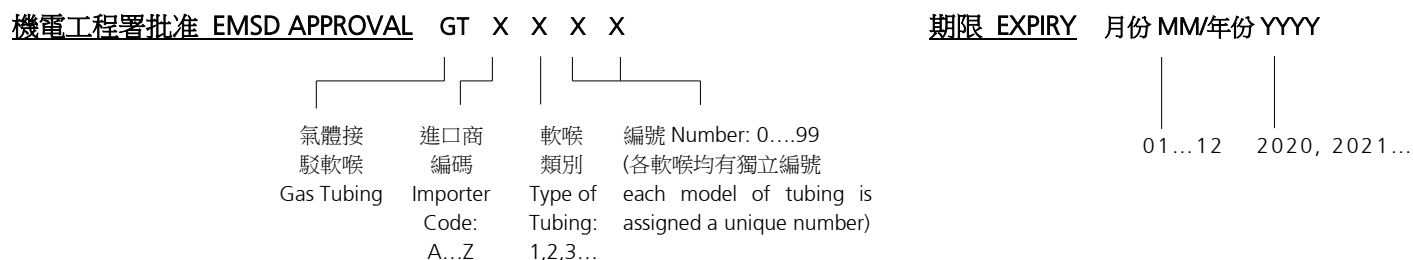 機電工程署批准 EMSD APPROVAL GT X X X X
期限 EXPIRY 月份 MM/年份 YYYY
氣體接
駁軟喉
Gas Tubing
進口商
編碼
Importer
Code:
A…Z
軟喉
類別
Type of
Tubing:
1,2,3…
編號 Number: 0….99
(各軟喉均有獨立編號
each model of tubing is
assigned a unique number)
01…12
2020, 2021…